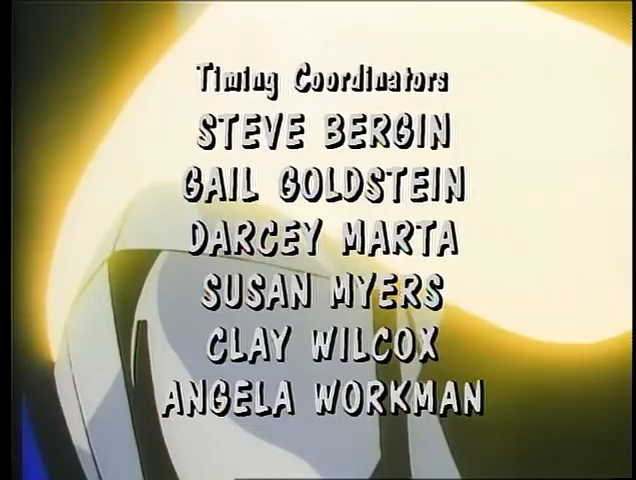 Timing Coordinators
STEVE BERGIN
GAIL GOLDSTEIN
DARCEY MARTA
SUSAN MYERS
CLAY WILCOX
ANGELA WORKMAN